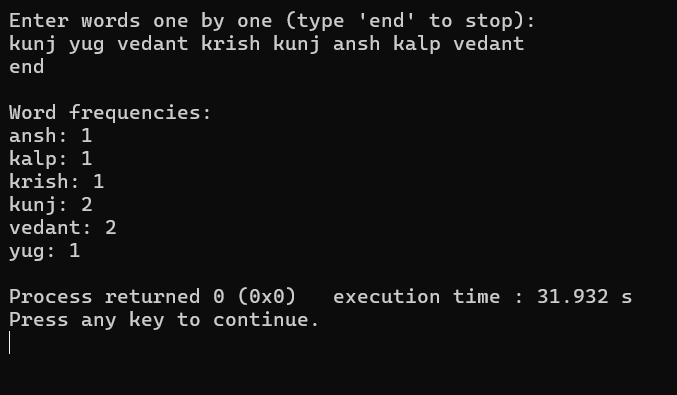 Enter words one by one (type 'end' to stop):
kunj yug vedant krish kunj ansh kalp vedant
end
Word frequencies:
ansh: 1
kalp: 1
krish: 1
kunj: 2
vedant: 2
yug: 1
Process returned 0 (0x0)   execution time : 31.932 s
Press any key to continue.